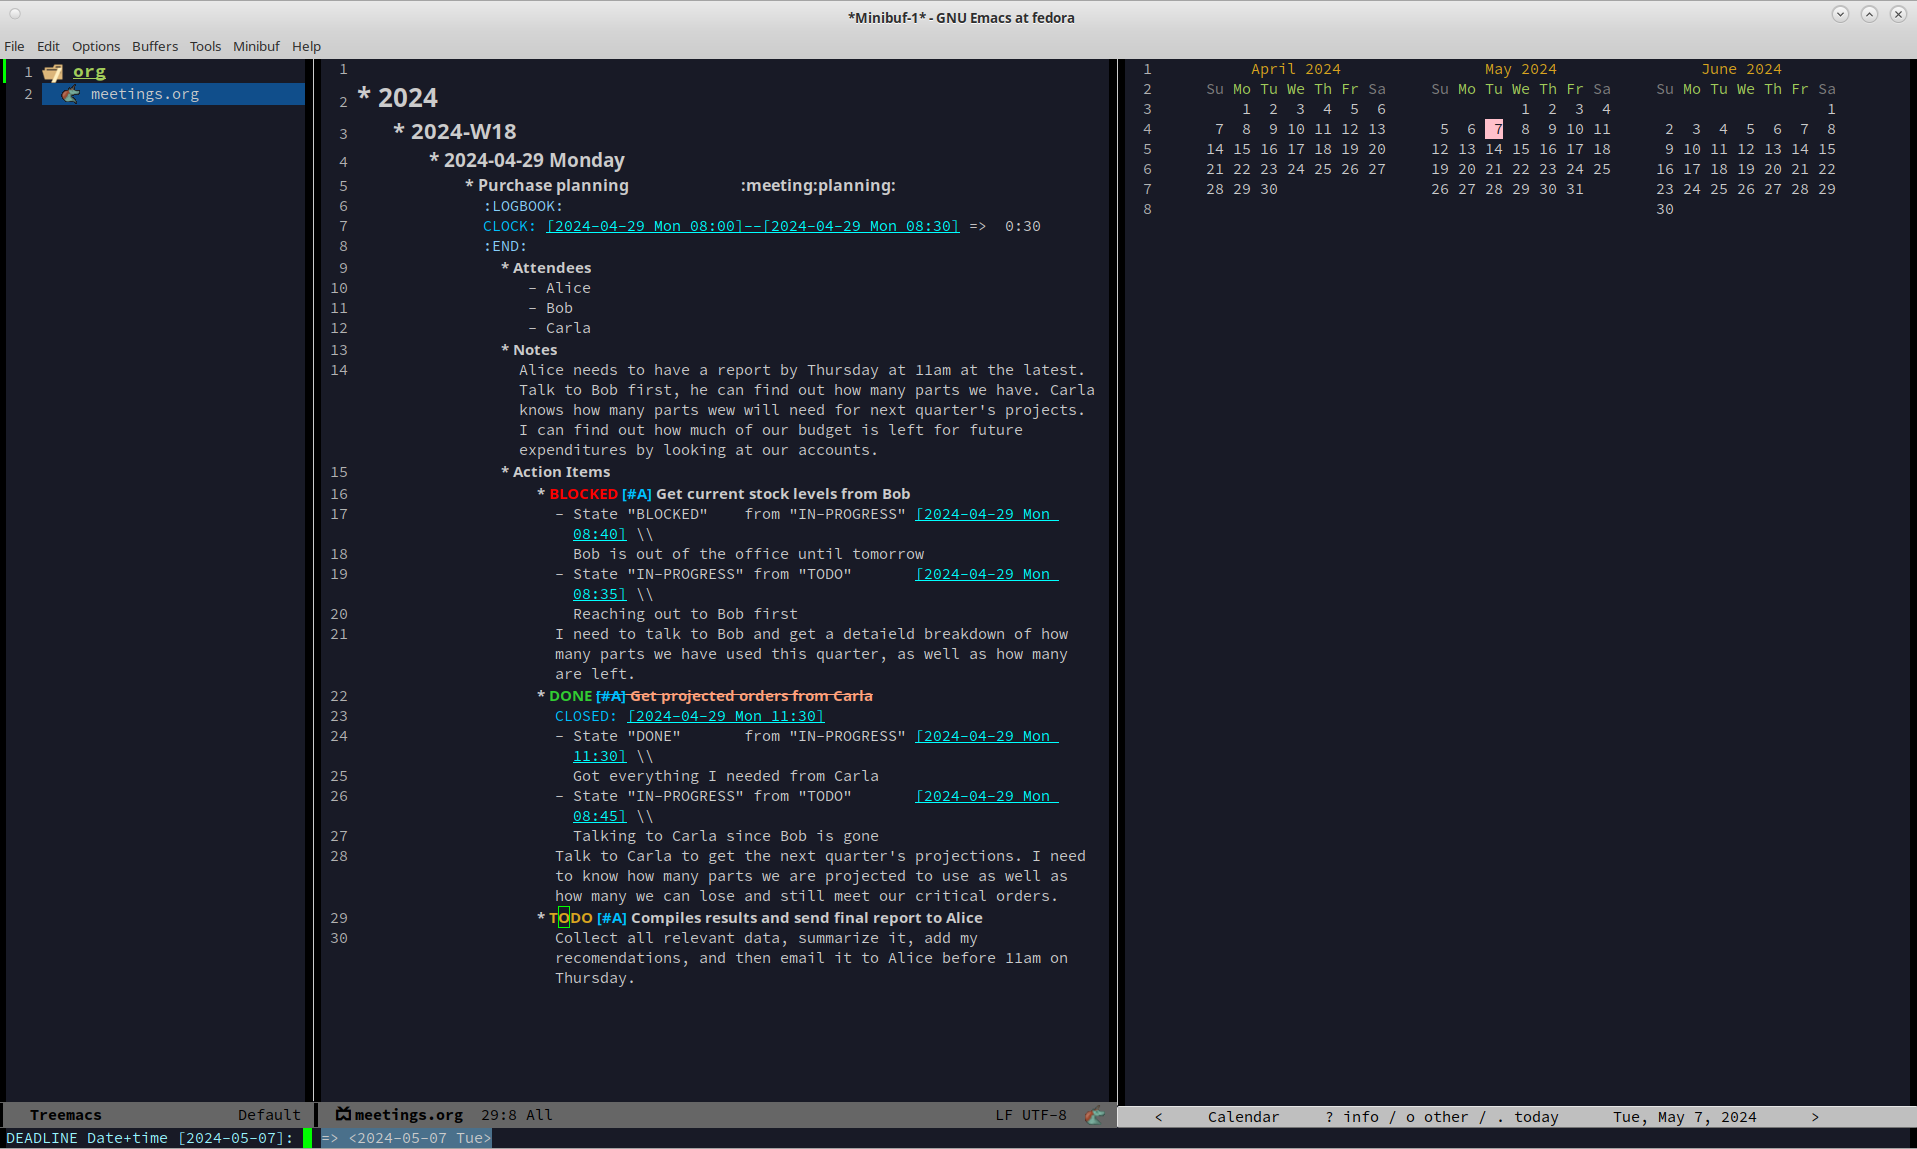 *Minibuf-1* - GNU Emacs at fedora
File Edit Options Buffers Tools Minibuf Help
1 org
2 meetings.org
1
2 * 2024
3 * 2024-W18
4 * 2024-04-29 Monday
5 * Purchase planning :meeting:planning:
6 :LOGBOOK:
7 CLOCK: [2024-04-29 Mon 08:00]--[2024-04-29 Mon 08:30] => 0:30
8 :END:
9 * Attendees
10 - Alice
11 - Bob
12 - Carla
13 * Notes
14 Alice needs to have a report by Thursday at 11am at the latest.
Talk to Bob first, he can find out how many parts we have. Carla
knows how many parts wew will need for next quarter's projects.
I can find out how much of our budget is left for future
expenditures by looking at our accounts.
15 * Action Items
16 * BLOCKED [#A] Get current stock levels from Bob
17 - State "BLOCKED" from "IN-PROGRESS" [2024-04-29 Mon
08:40] \\
18 Bob is out of the office until tomorrow
19 - State "IN-PROGRESS" from "TODO" [2024-04-29 Mon
08:35] \\
20 Reaching out to Bob first
21 I need to talk to Bob and get a detaield breakdown of how
many parts we have used this quarter, as well as how many
are left.
22 * DONE [#A] Get projected orders from Carla
23 CLOSED: [2024-04-29 Mon 11:30]
24 - State "DONE" from "IN-PROGRESS" [2024-04-29 Mon
11:30] \\
25 Got everything I needed from Carla
26 - State "IN-PROGRESS" from "TODO" [2024-04-29 Mon
08:45] \\
27 Talking to Carla since Bob is gone
28 Talk to Carla to get the next quarter's projections. I need
to know how many parts we are projected to use as well as
how many we can lose and still meet our critical orders.
29 * TODO [#A] Compiles results and send final report to Alice
30 Collect all relevant data, summarize it, add my
recomendations, and then email it to Alice before 11am on
Thursday.
1 April 2024 May 2024 June 2024
2 Su Mo Tu We Th Fr Sa Su Mo Tu We Th Fr Sa Su Mo Tu We Th Fr Sa
3 1 2 3 4 5 6 1 2 3 4 1
4 7 8 9 10 11 12 13 5 6 7 8 9 10 11 2 3 4 5 6 7 8
5 14 15 16 17 18 19 20 12 13 14 15 16 17 18 9 10 11 12 13 14 15
6 21 22 23 24 25 26 27 19 20 21 22 23 24 25 16 17 18 19 20 21 22
7 28 29 30 26 27 28 29 30 31 23 24 25 26 27 28 29
8 30
Treemacs Default
meetings.org 29:8 All LF UTF-8
< Calendar ? info / o other / . today Tue, May 7, 2024 >
DEADLINE Date+time [2024-05-07]: => <2024-05-07 Tue>